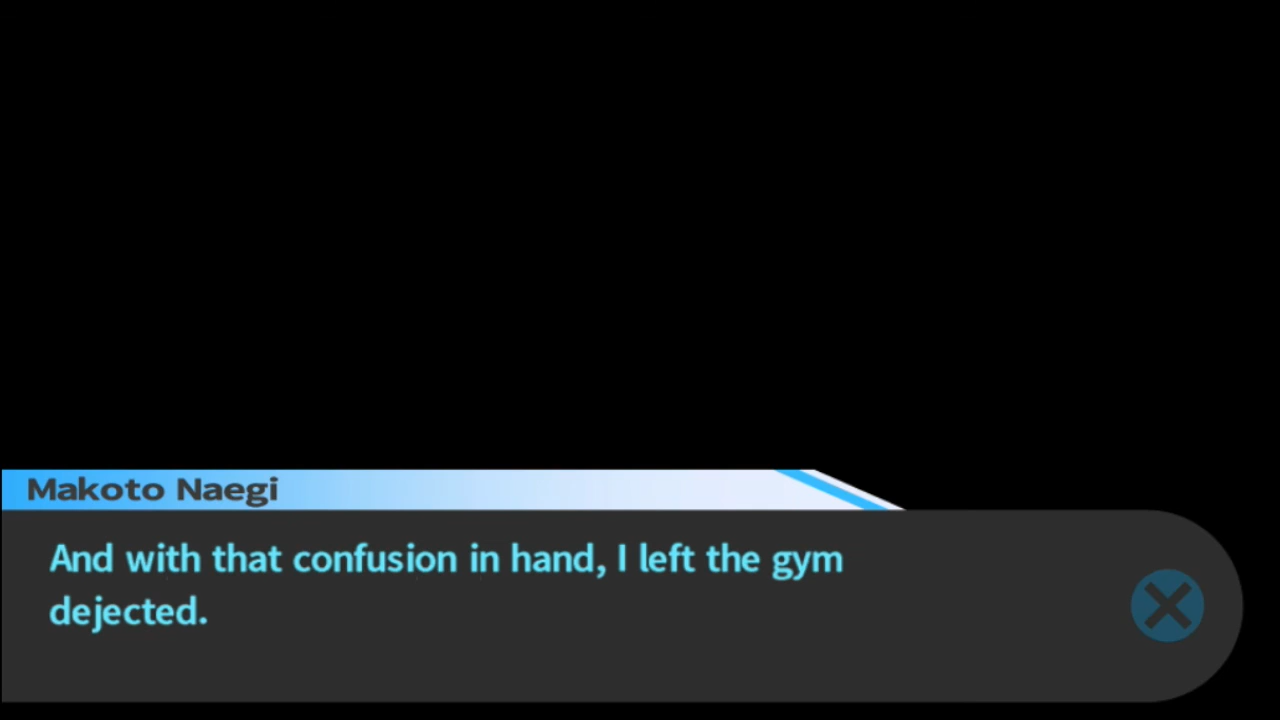 Makoto Naegi
And with that confusion in hand, I left the gym
dejected.